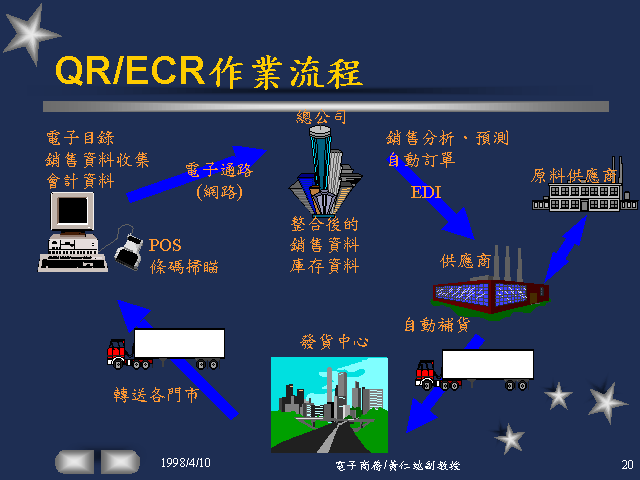 QR/ECR作業流程
總公司
電子目錄
銷售資料收集
會計資料
電子通路
(網路)
銷售分析、預測
自動訂單
EDI
原料供應商
POS
條碼掃瞄
整合後的
銷售資料
庫存資料
供應商
自動補貨
發貨中心
轉送各門市
1998/4/10
電子商務/黃仁
副教授
20